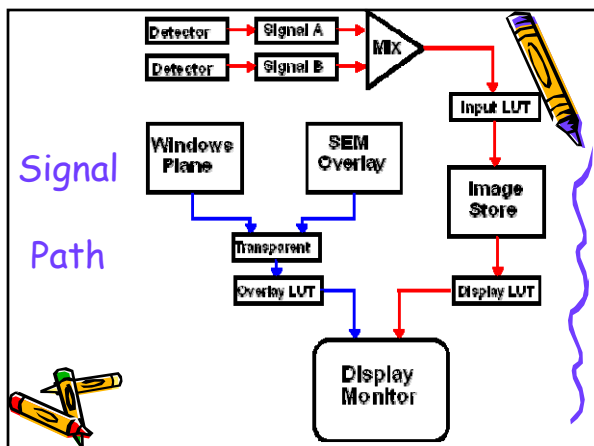 Detector
Signal A
Mix
Detector
Signal B
Input LUT
Windows
Plane
SEM
Overlay
Signal
Path
Image
Store
Transparent
Overlay LUT
Display LUT
Display
Monitor